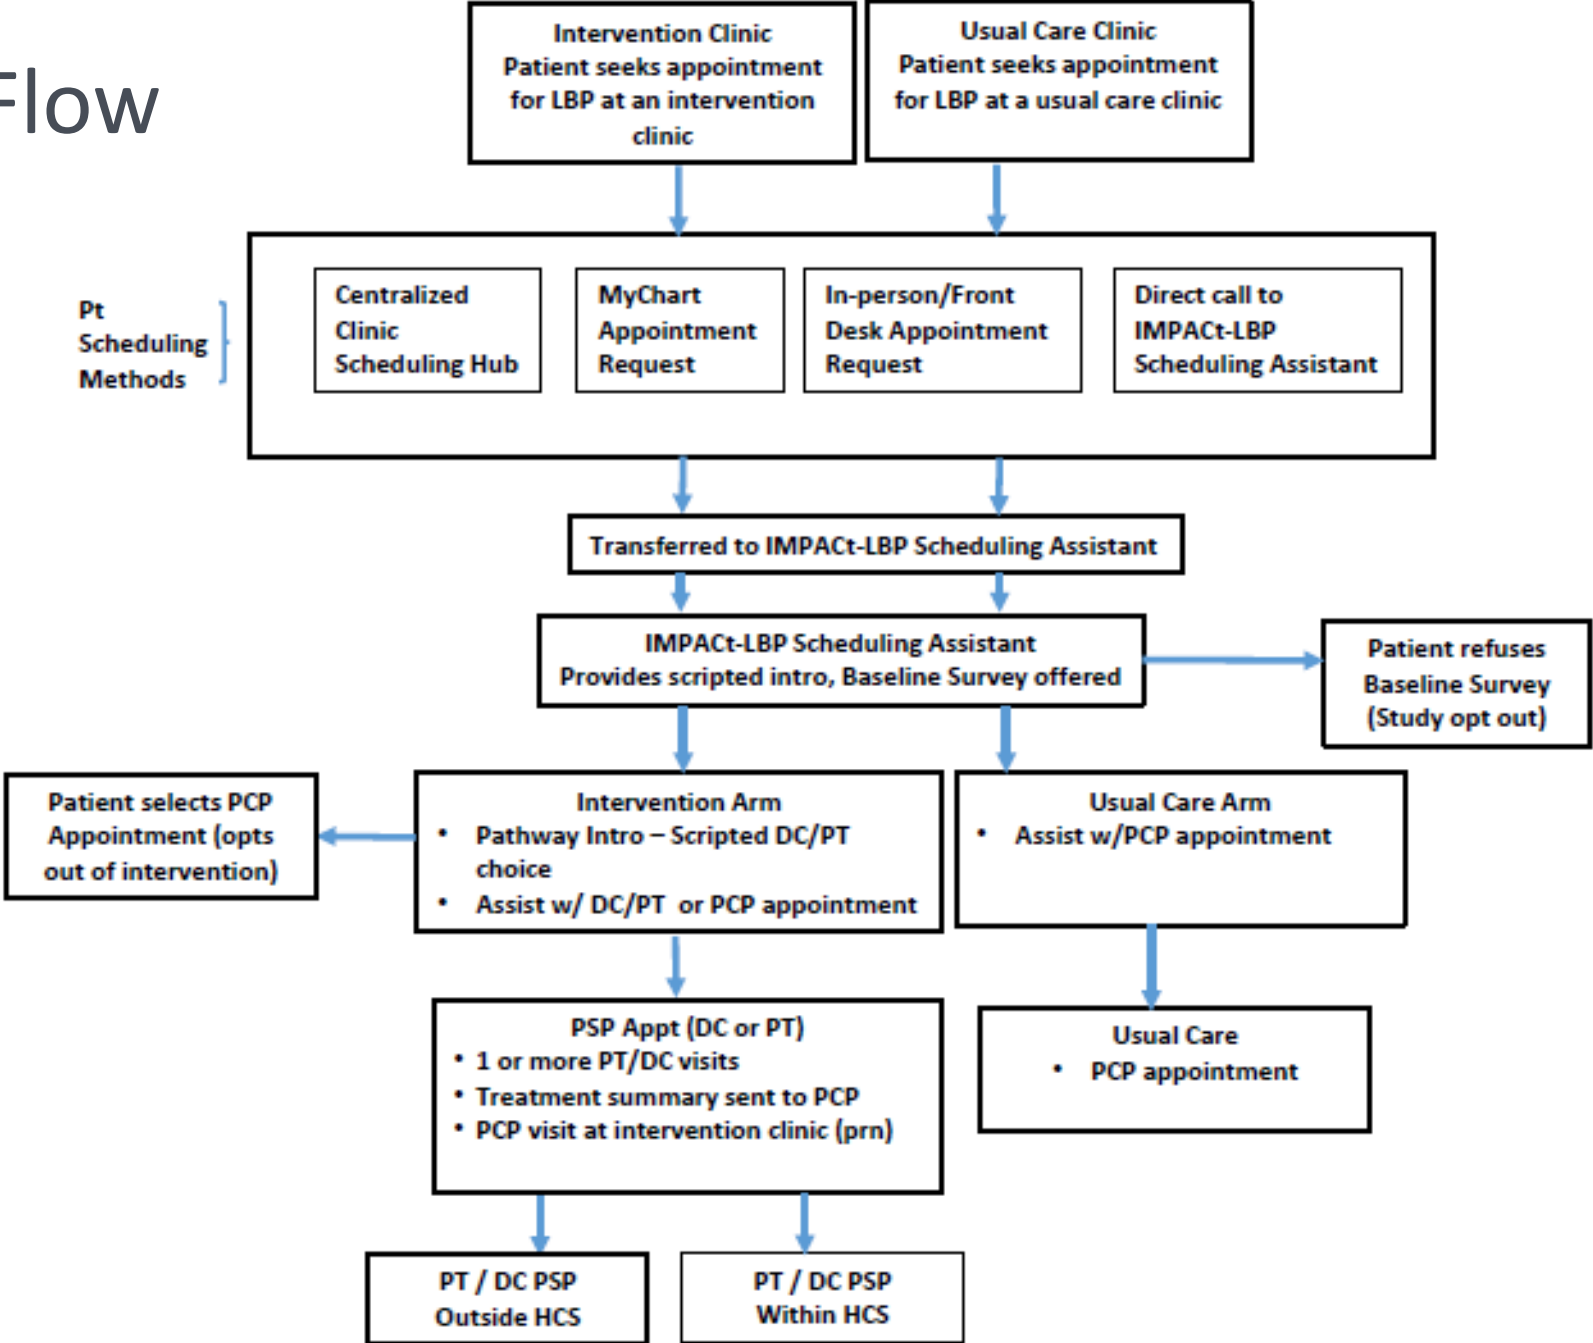 Flow
Intervention Clinic
Patient seeks appointment
for LBP at an intervention
clinic
Usual Care Clinic
Patient seeks appointment
for LBP at a usual care clinic
Pt
Scheduling
Methods
Centralized
Clinic
Scheduling Hub
MyChart
Appointment
Request
In-person/Front
Desk Appointment
Request
Direct call to
IMPACt-LBP
Scheduling Assistant
Transferred to IMPACt-LBP Scheduling Assistant
IMPACt-LBP Scheduling Assistant
Provides scripted intro, Baseline Survey offered
Patient refuses
Baseline Survey
(Study opt out)
Patient selects PCP
Appointment (opts
out of intervention)
Intervention Arm
• Pathway Intro – Scripted DC/PT
choice
• Assist w/ DC/PT or PCP appointment
Usual Care Arm
• Assist w/PCP appointment
PSP Appt (DC or PT)
• 1 or more PT/DC visits
• Treatment summary sent to PCP
• PCP visit at intervention clinic (prn)
Usual Care
• PCP appointment
PT / DC PSP
Outside HCS
PT / DC PSP
Within HCS